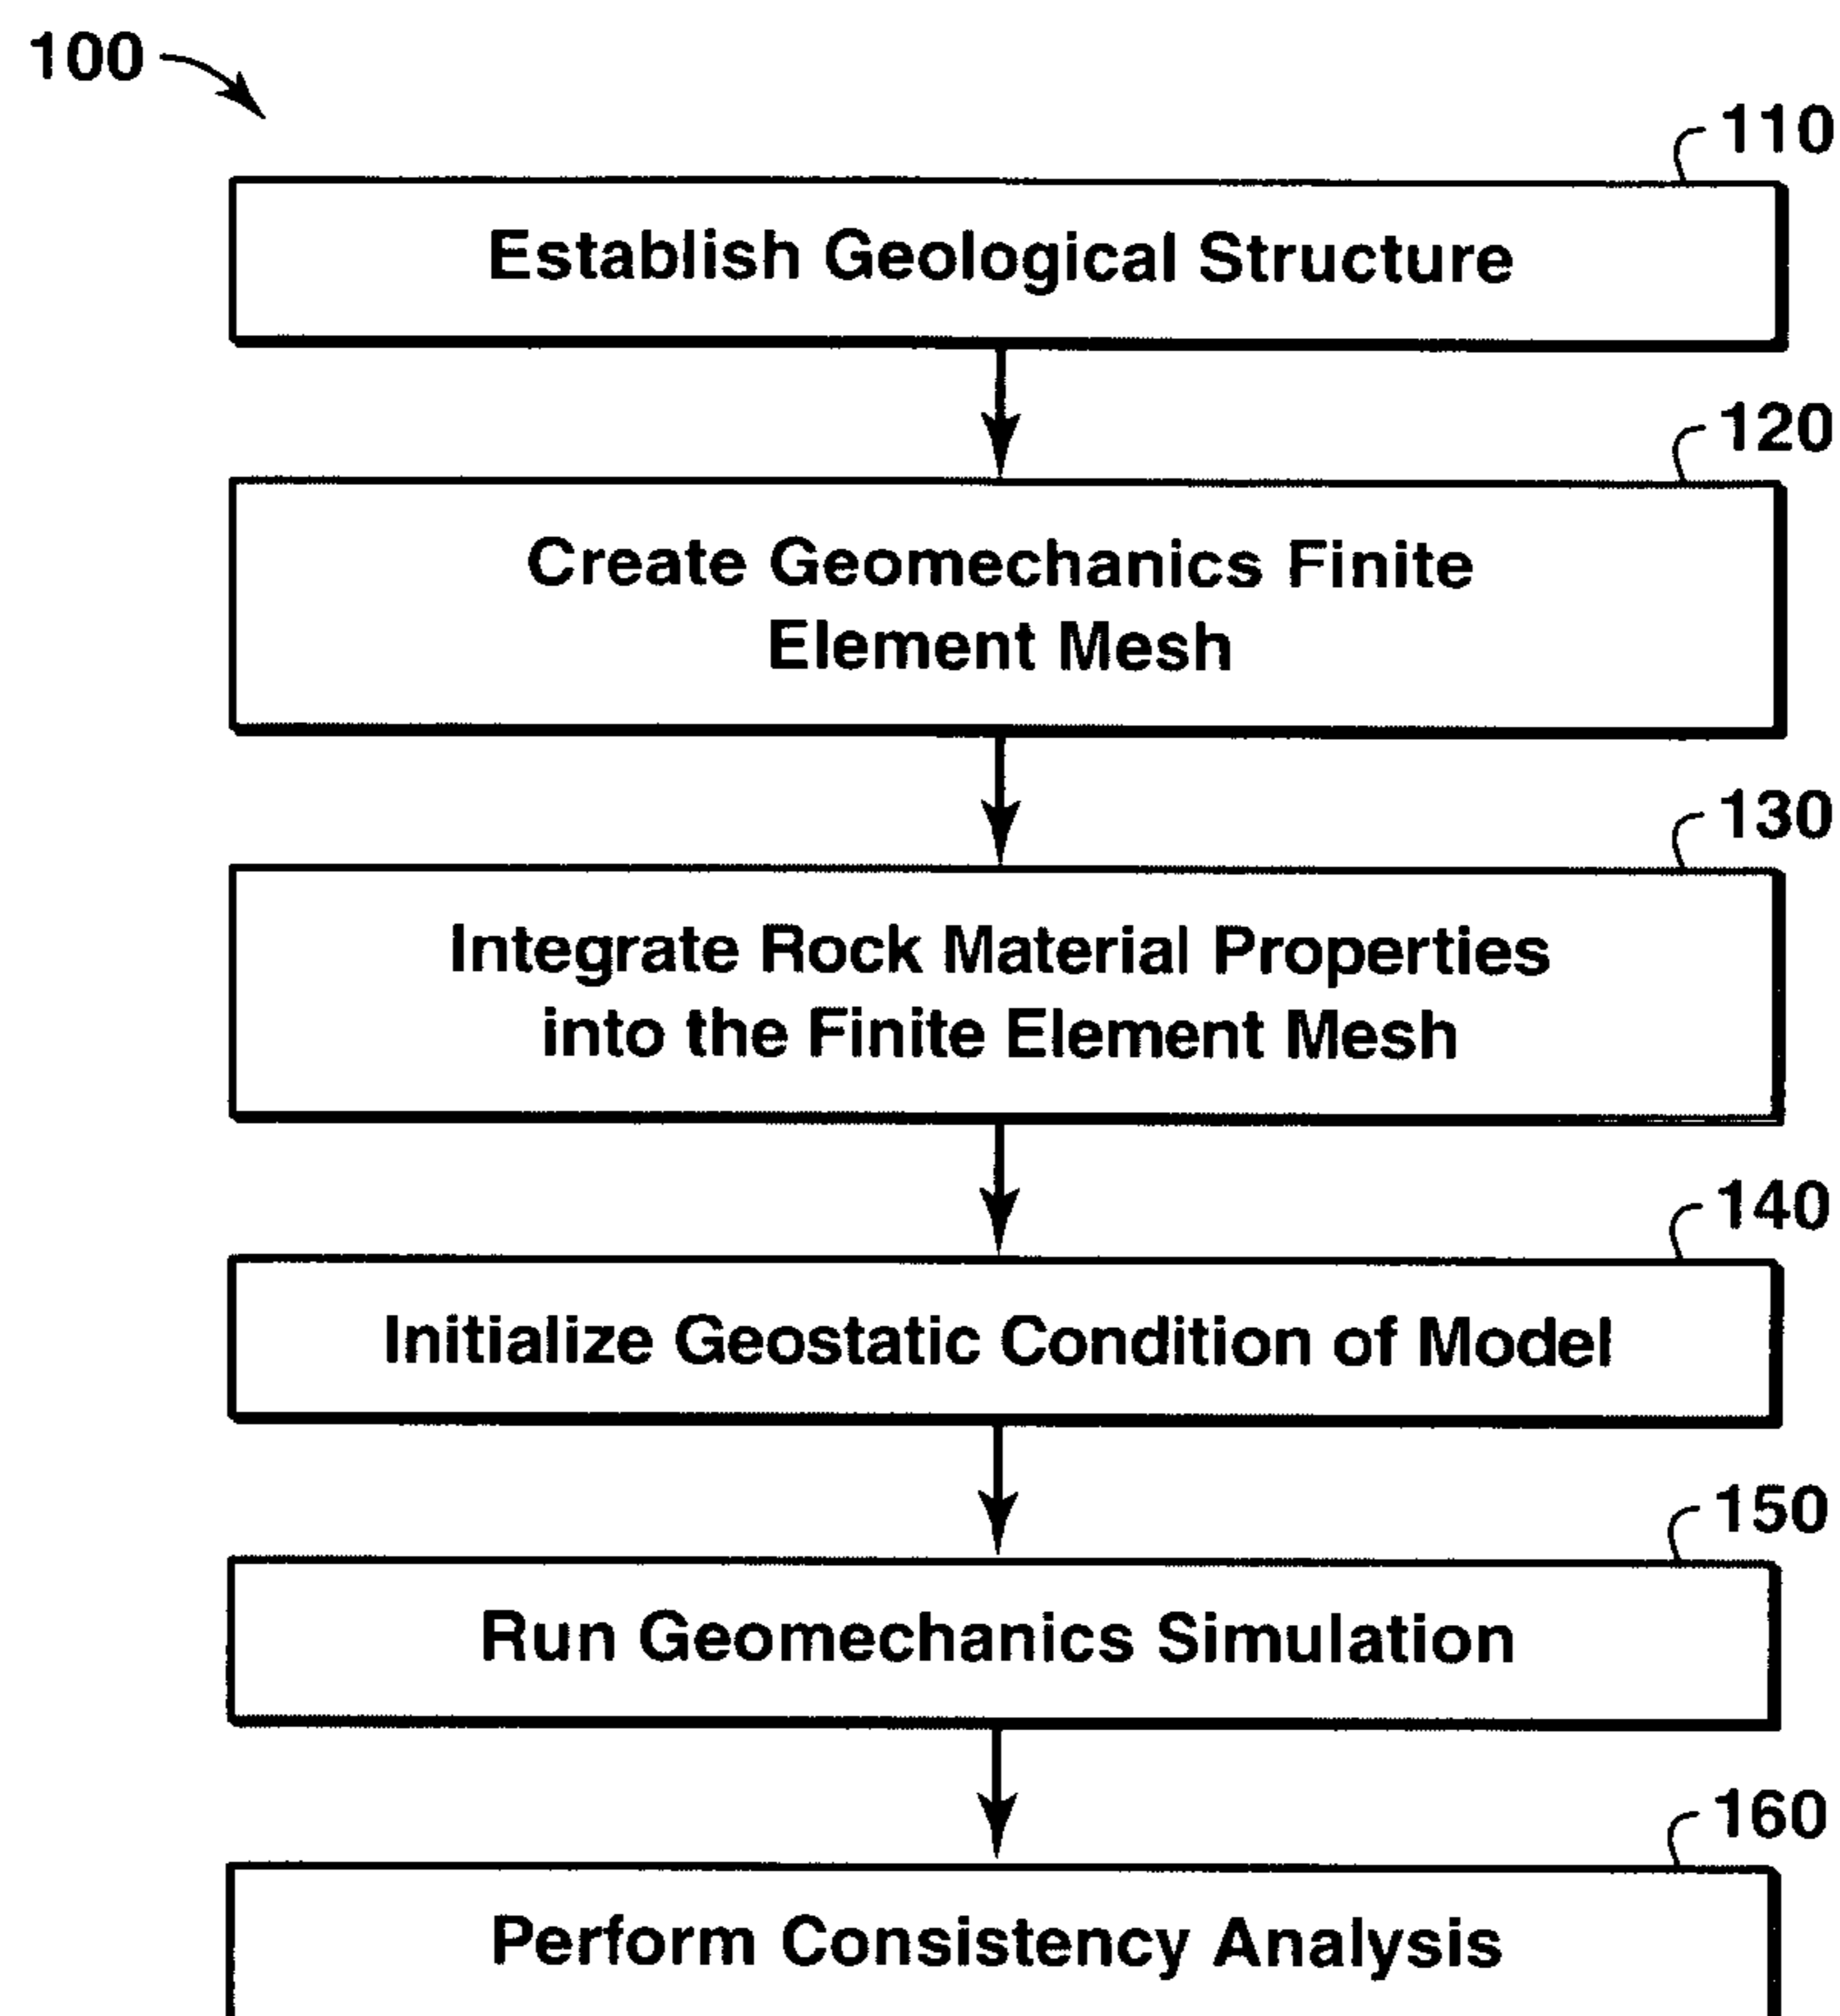 100
110
Establish Geological Structure
120
Create Geomechanics Finite
Element Mesh
130
Integrate Rock Material Properties
into the Finite Element Mesh
140
Initialize Geostatic Condition of Model
150
Run Geomechanics Simulation
160
Perform Consistency Analysis